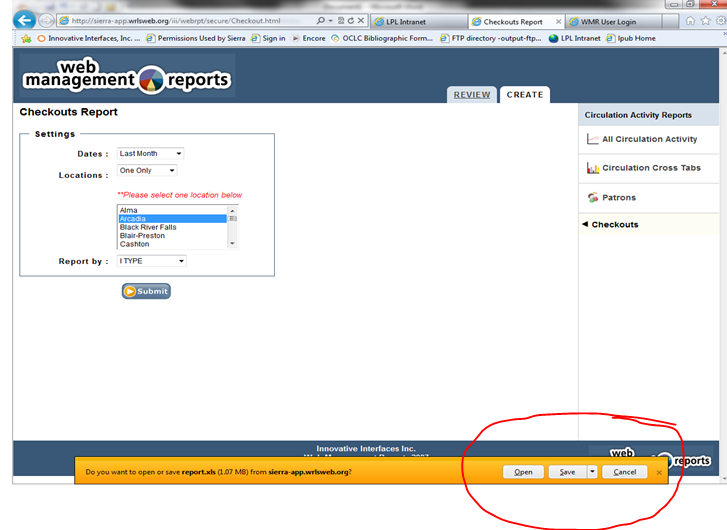 http://sierra-app.wrlsweb.org/iii/webrpt/secure/Checkout.html
LPL Intranet
Checkouts Report
WMR User Login
Innovative Interfaces, Inc. ...
Permissions Used by Sierra
Sign in
Encore
OCLC Bibliographic Form...
FTP directory -output-ftp...
LPL Intranet
Ipub Home
web
management reports
REVIEW
CREATE
Checkouts Report
Settings
Dates : Last Month
Locations : One Only
**Please select one location below
Alma
Arcadia
Black River Falls
Blair-Preston
Cashton
Report by : I TYPE
Submit
Circulation Activity Reports
All Circulation Activity
Circulation Cross Tabs
Patrons
Checkouts
Innovative Interfaces Inc.
web
reports
Do you want to open or save report.xls (1.07 MB) from sierra-app.wrlsweb.org?
Open
Save
Cancel